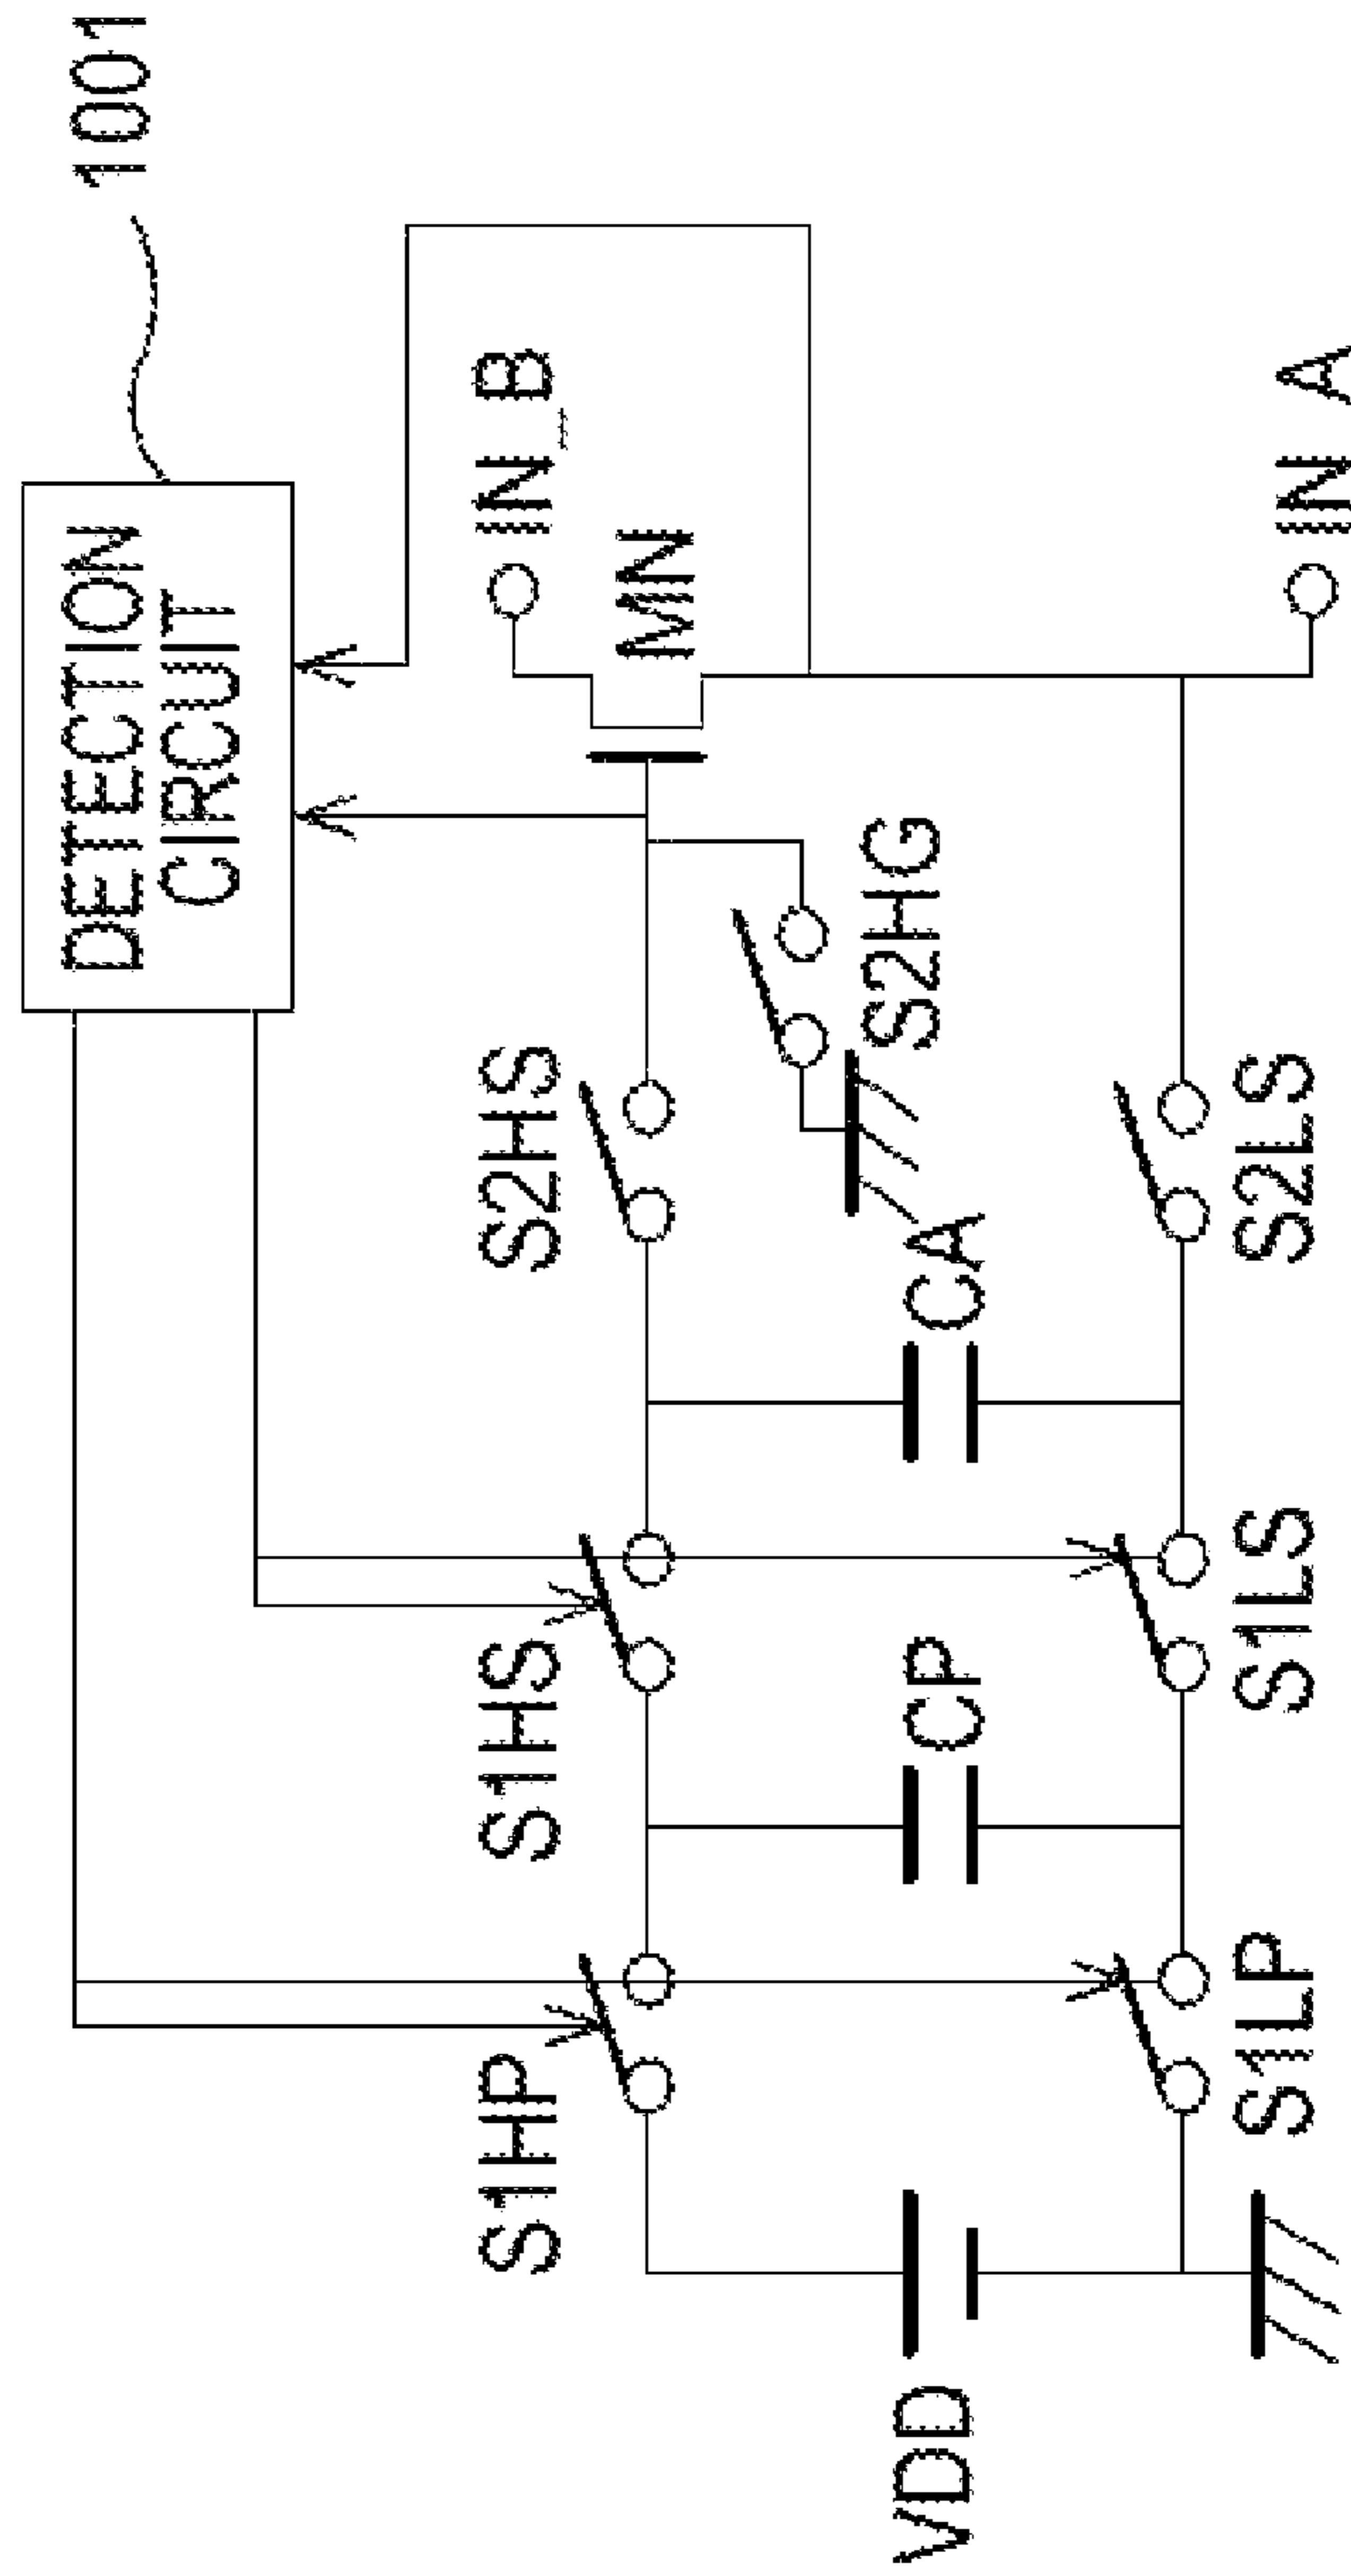 1001
DETECTION
CIRCUIT
IN_B
MN
S1HP
S1HS
S2HS
S2HG
VDD
CP
CA
S1LP
S1LS
S2LS
IN_A